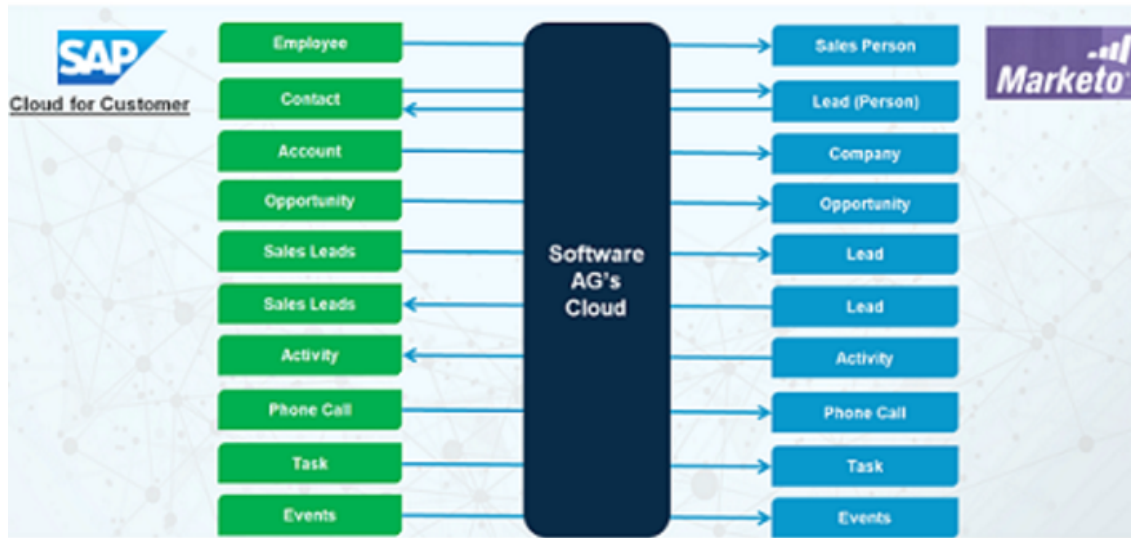 SAP
Cloud for Customer
Marketo
Employee
Sales Person
Contact
Lead (Person)
Account
Company
Opportunity
Opportunity
Sales Leads
Lead
Software
AG's
Cloud
Sales Leads
Lead
Activity
Activity
Phone Call
Phone Call
Task
Task
Events
Events